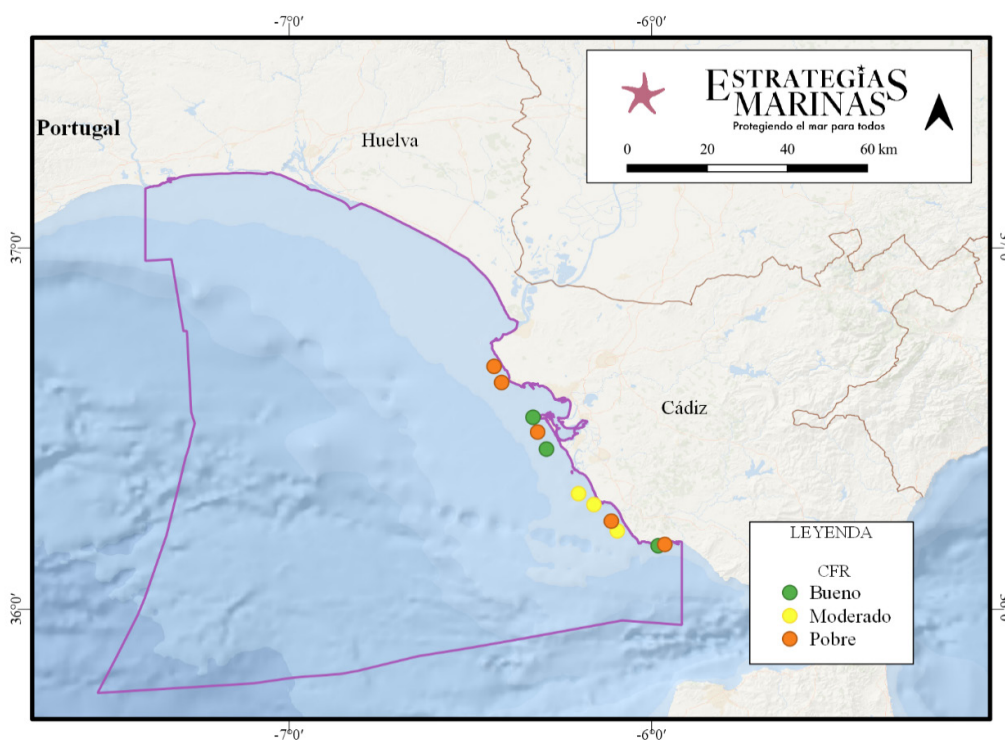 -7°0'
-6°0'
ESTRATEGIAS
MARINAS
Protegiendo el mar para todos
0 20 40 60 km
Portugal
Huelva
37°0'
Cádiz
LEYENDA
CFR
Bueno
Moderado
Pobre
36°0'
-7°0'
-6°0'